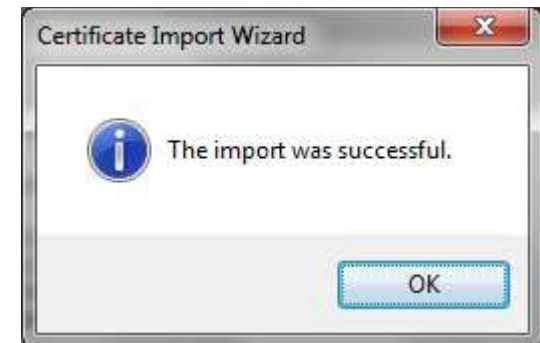 Certificate Import Wizard
The import was successful.
OK